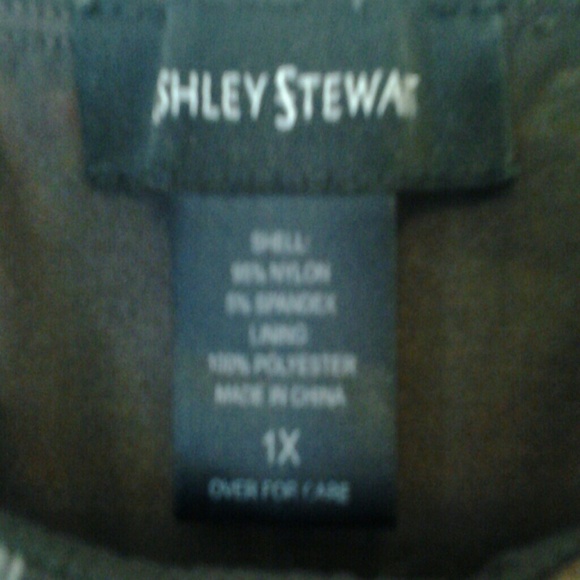 SHLEY STEWA
SHELL:
95% NYLON
5% SPANDEX
LINING
100% POLYESTER
MADE IN CHINA
1X
OVER FOR CARE